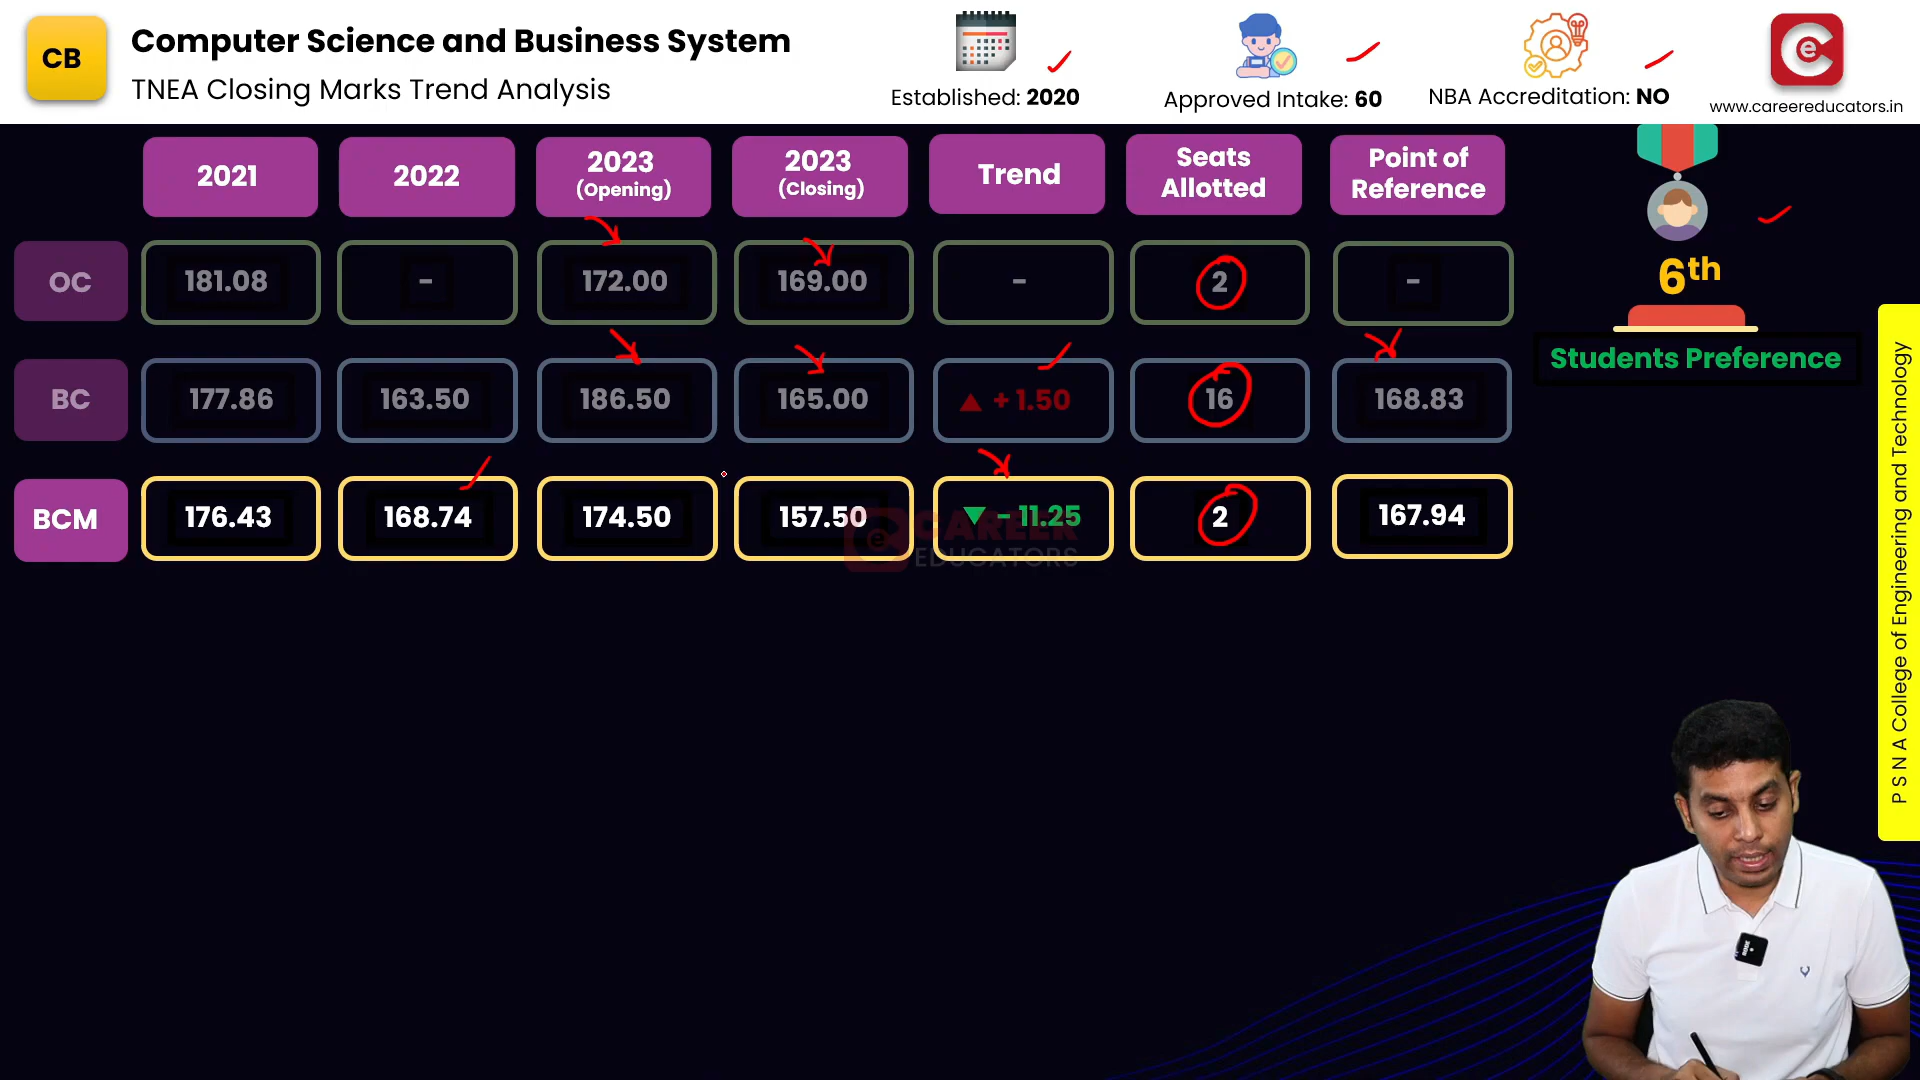 CB
Computer Science and Business System
TNEA Closing Marks Trend Analysis
Established: 2020
Approved Intake: 60
NBA Accreditation: NO
e
www.careereducators.in
2021
2022
2023
(Opening)
2023
(Closing)
Trend
Seats
Allotted
Point of
Reference
OC
181.08
-
172.00
169.00
-
2
-
BC
177.86
163.50
186.50
165.00
▲ + 1.50
16
168.83
BCM
176.43
168.74
174.50
157.50
▼ - 11.25
2
167.94
e CAREER
EDUCATORS
6th
Students Preference
P S N A College of Engineering and Technology